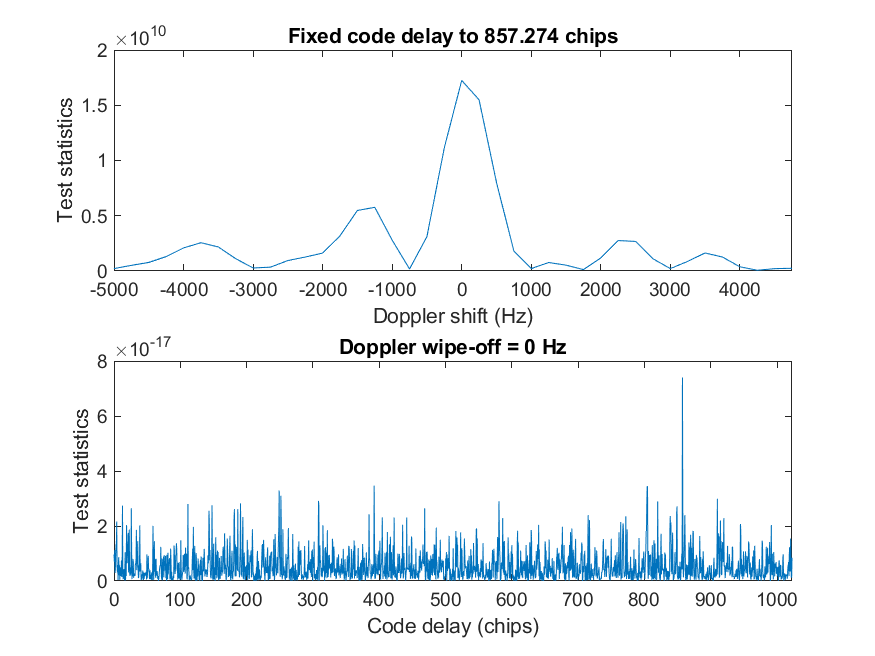 ×10^10
Fixed code delay to 857.274 chips
2
1.5
1
0.5
0
Test statistics
-5000 -4000 -3000 -2000 -1000 0 1000 2000 3000 4000
Doppler shift (Hz)
×10^-17
Doppler wipe-off = 0 Hz
8
6
4
2
0
Test statistics
0 100 200 300 400 500 600 700 800 900 1000
Code delay (chips)